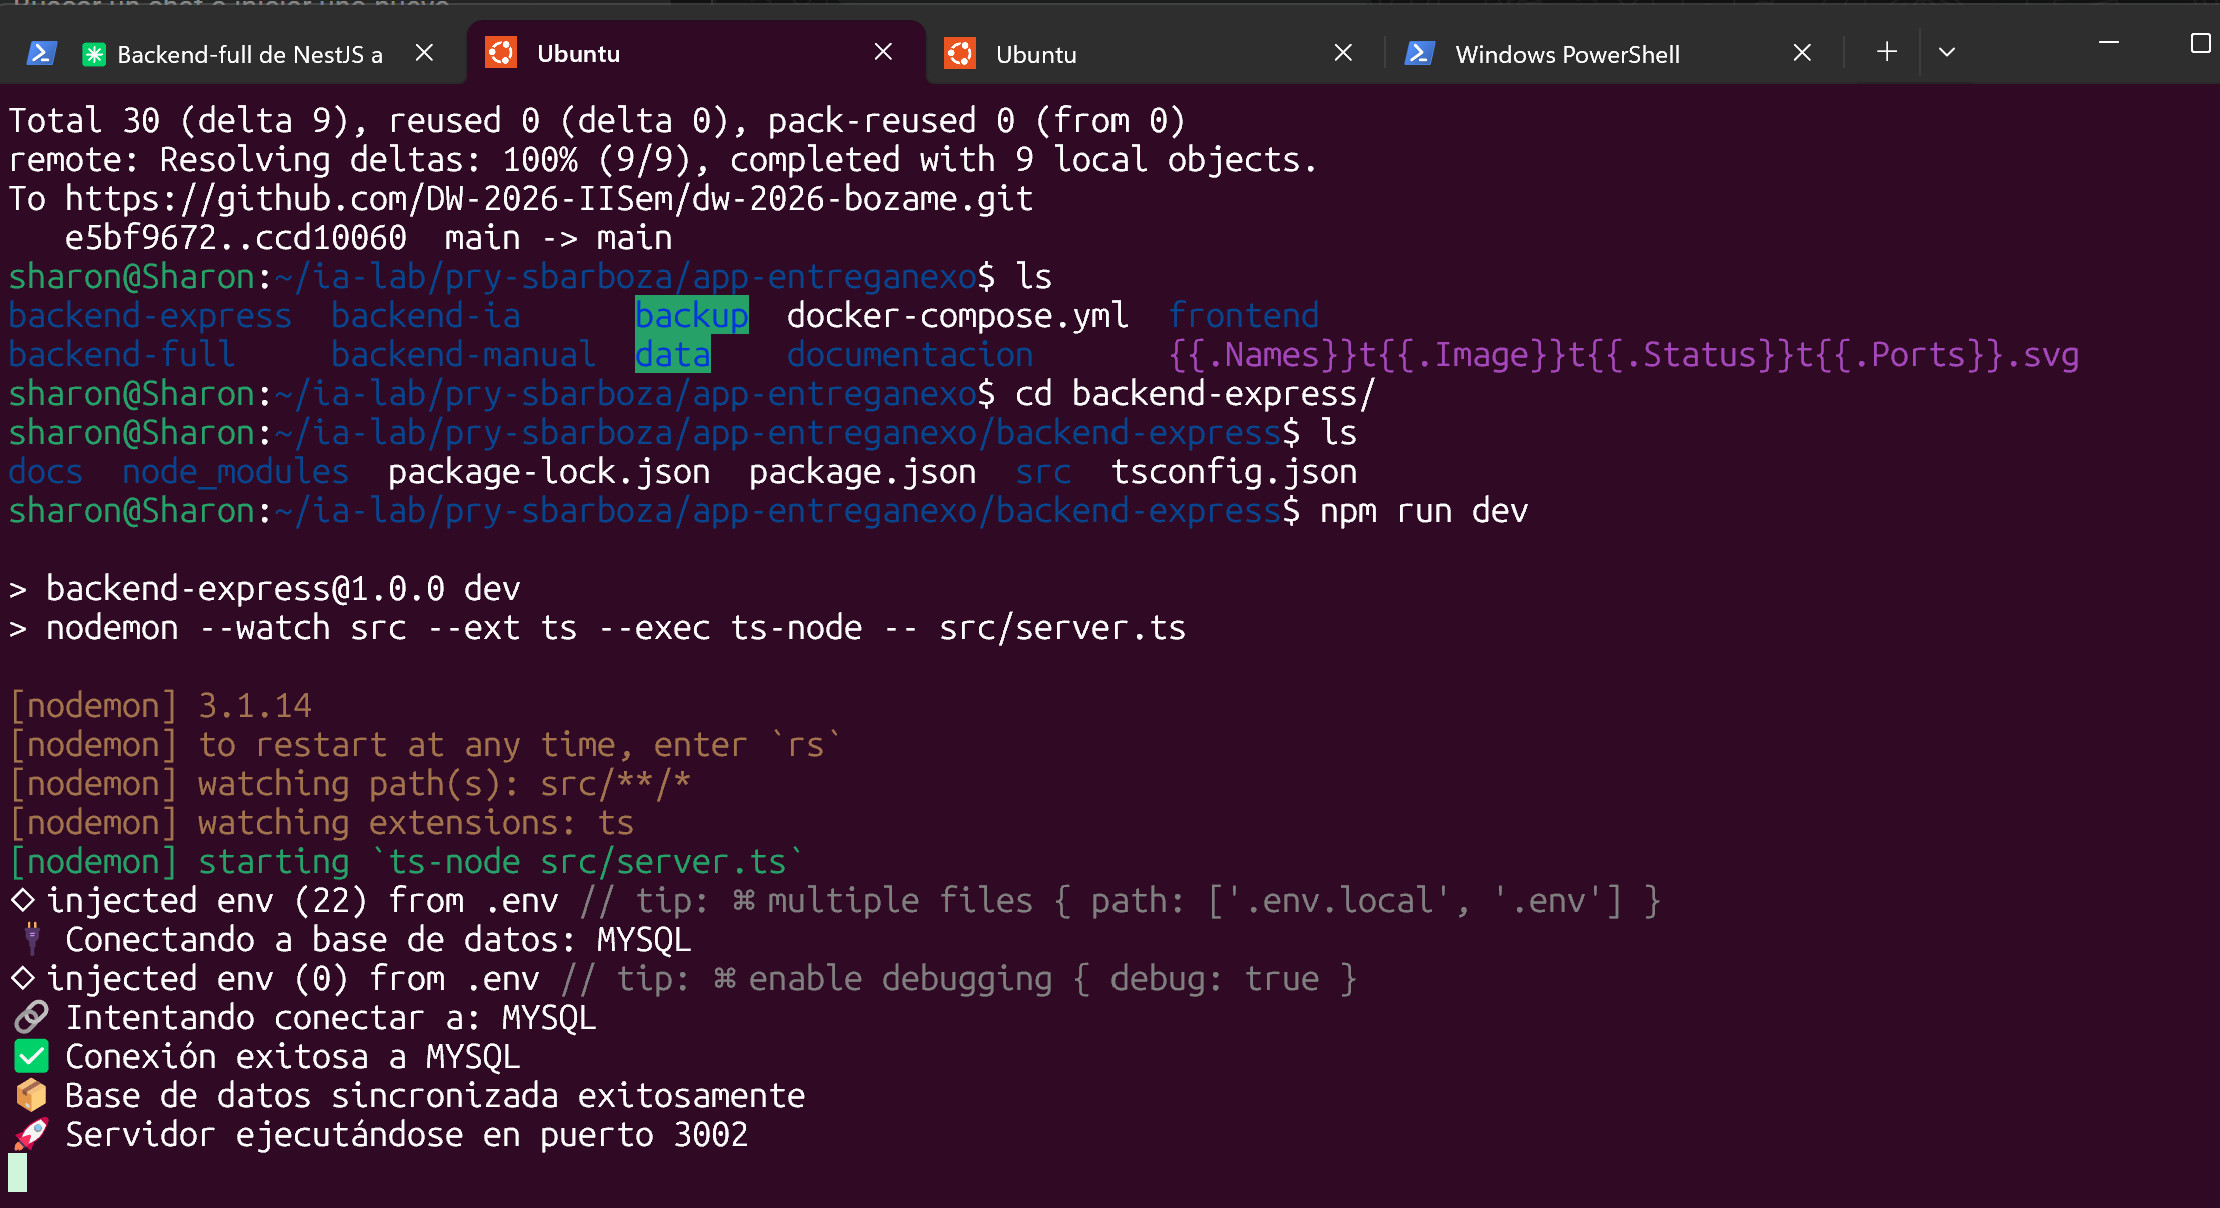 Backend-full de NestJS a
Ubuntu
Ubuntu
Windows PowerShell
Total 30 (delta 9), reused 0 (delta 0), pack-reused 0 (from 0)
remote: Resolving deltas: 100% (9/9), completed with 9 local objects.
To https://github.com/DW-2026-IISem/dw-2026-bozame.git
   e5bf9672..ccd10060  main -> main
sharon@Sharon:~/ia-lab/pry-sbarboza/app-entreganexo$ ls
backend-express  backend-ia      backup  docker-compose.yml  frontend
backend-full     backend-manual  data    documentacion       {{.Names}}t{{.Image}}t{{.Status}}t{{.Ports}}.svg
sharon@Sharon:~/ia-lab/pry-sbarboza/app-entreganexo$ cd backend-express/
sharon@Sharon:~/ia-lab/pry-sbarboza/app-entreganexo/backend-express$ ls
docs  node_modules  package-lock.json  package.json  src  tsconfig.json
sharon@Sharon:~/ia-lab/pry-sbarboza/app-entreganexo/backend-express$ npm run dev
> backend-express@1.0.0 dev
> nodemon --watch src --ext ts --exec ts-node -- src/server.ts
[nodemon] 3.1.14
[nodemon] to restart at any time, enter `rs`
[nodemon] watching path(s): src/**/*
[nodemon] watching extensions: ts
[nodemon] starting `ts-node src/server.ts`
◇ injected env (22) from .env // tip: ⌘ multiple files { path: ['.env.local', '.env'] }
🔌 Conectando a base de datos: MYSQL
◇ injected env (0) from .env // tip: ⌘ enable debugging { debug: true }
🔗 Intentando conectar a: MYSQL
✅ Conexión exitosa a MYSQL
📦 Base de datos sincronizada exitosamente
🚀 Servidor ejecutándose en puerto 3002